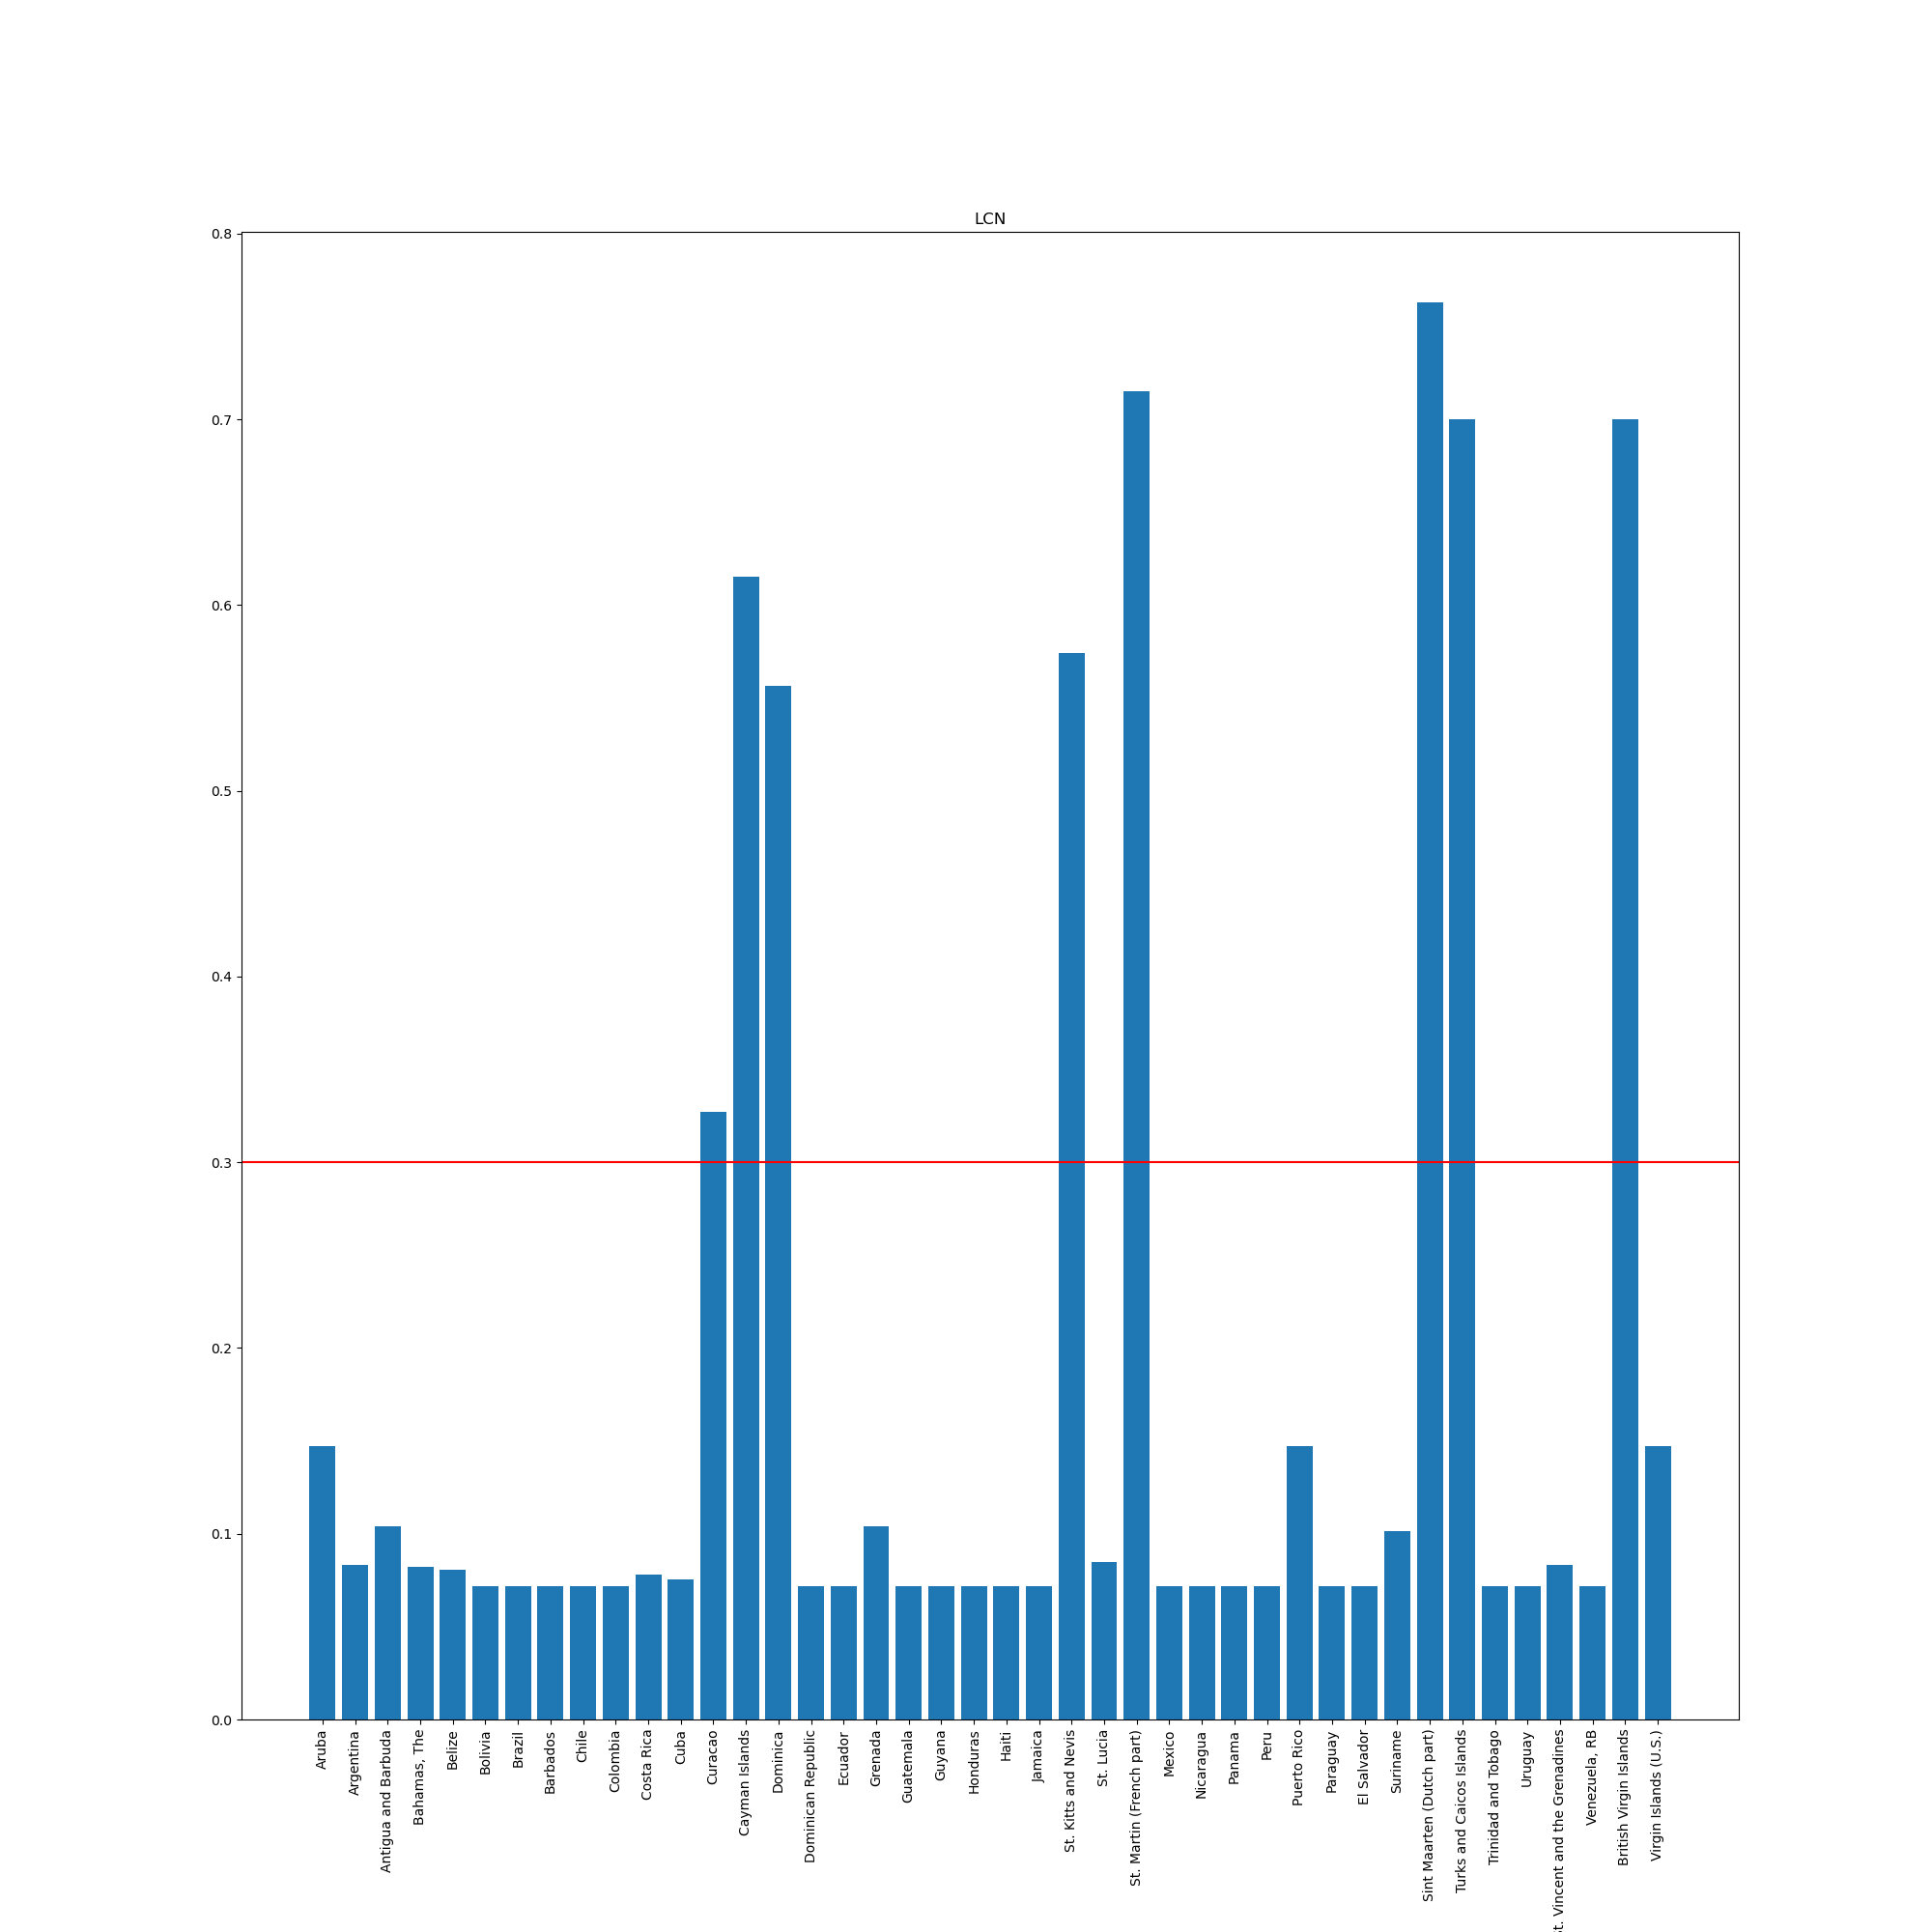 LCN
0.8
0.7
0.6
0.5
0.4
0.3
0.2
0.1
0.0
Aruba
Argentina
Antigua and Barbuda
Bahamas, The
Belize
Bolivia
Brazil
Barbados
Chile
Colombia
Costa Rica
Cuba
Curacao
Cayman Islands
Dominica
Dominican Republic
Ecuador
Grenada
Guatemala
Guyana
Honduras
Haiti
Jamaica
St. Kitts and Nevis
St. Lucia
St. Martin (French part)
Mexico
Nicaragua
Panama
Peru
Puerto Rico
Paraguay
El Salvador
Suriname
Sint Maarten (Dutch part)
Turks and Caicos Islands
Trinidad and Tobago
Uruguay
t. Vincent and the Grenadines
Venezuela, RB
British Virgin Islands
Virgin Islands (U.S.)